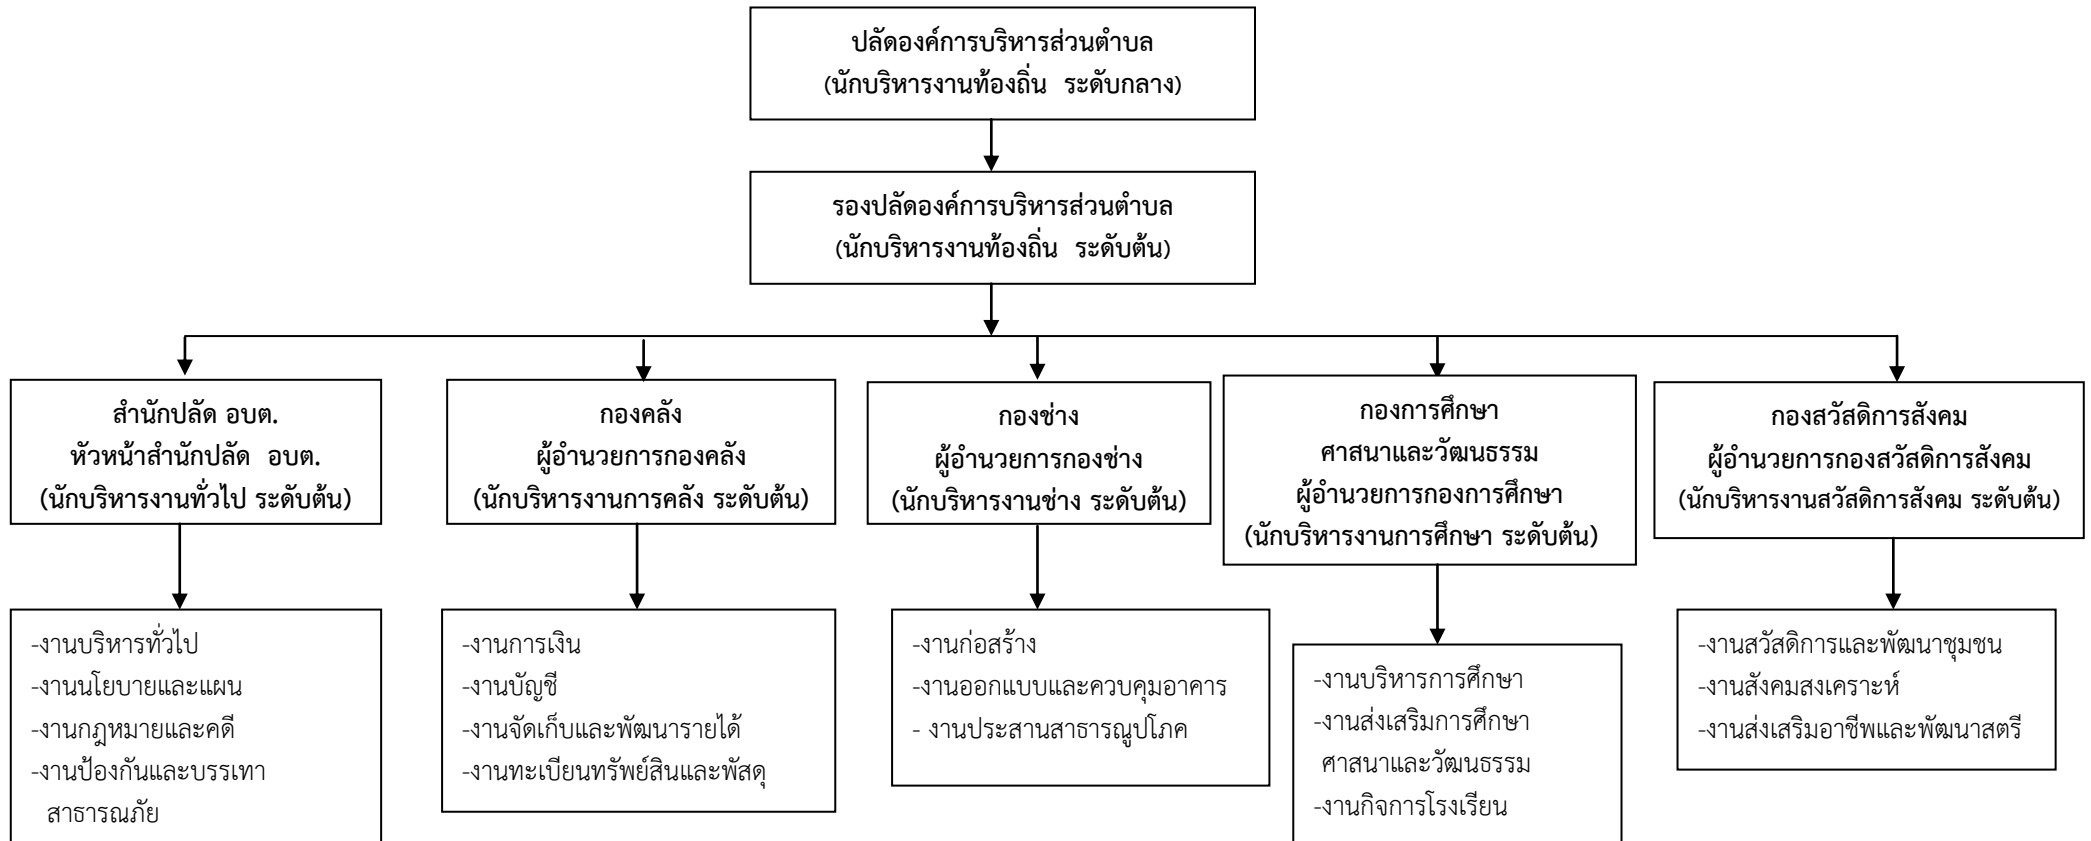 ปลัดองค์การบริหารส่วนตำบล
(นักบริหารงานท้องถิ่น ระดับกลาง)
รองปลัดองค์การบริหารส่วนตำบล
(นักบริหารงานท้องถิ่น ระดับต้น)
สำนักปลัด อบต.
หัวหน้าสำนักปลัด อบต.
(นักบริหารงานทั่วไป ระดับต้น)
กองคลัง
ผู้อำนวยการกองคลัง
(นักบริหารงานการคลัง ระดับต้น)
กองช่าง
ผู้อำนวยการกองช่าง
(นักบริหารงานช่าง ระดับต้น)
กองการศึกษา
ศาสนาและวัฒนธรรม
ผู้อำนวยการกองการศึกษา
(นักบริหารงานการศึกษา ระดับต้น)
กองสวัสดิการสังคม
ผู้อำนวยการกองสวัสดิการสังคม
(นักบริหารงานสวัสดิการสังคม ระดับต้น)
-งานบริหารทั่วไป
-งานนโยบายและแผน
-งานกฎหมายและคดี
-งานป้องกันและบรรเทา
สาธารณภัย
-งานการเงิน
-งานบัญชี
-งานจัดเก็บและพัฒนารายได้
-งานทะเบียนทรัพย์สินและพัสดุ
-งานก่อสร้าง
-งานออกแบบและควบคุมอาคาร
- งานประสานสาธารณูปโภค
-งานบริหารการศึกษา
-งานส่งเสริมการศึกษา
ศาสนาและวัฒนธรรม
-งานกิจการโรงเรียน
-งานสวัสดิการและพัฒนาชุมชน
-งานสังคมสงเคราะห์
-งานส่งเสริมอาชีพและพัฒนาสตรี